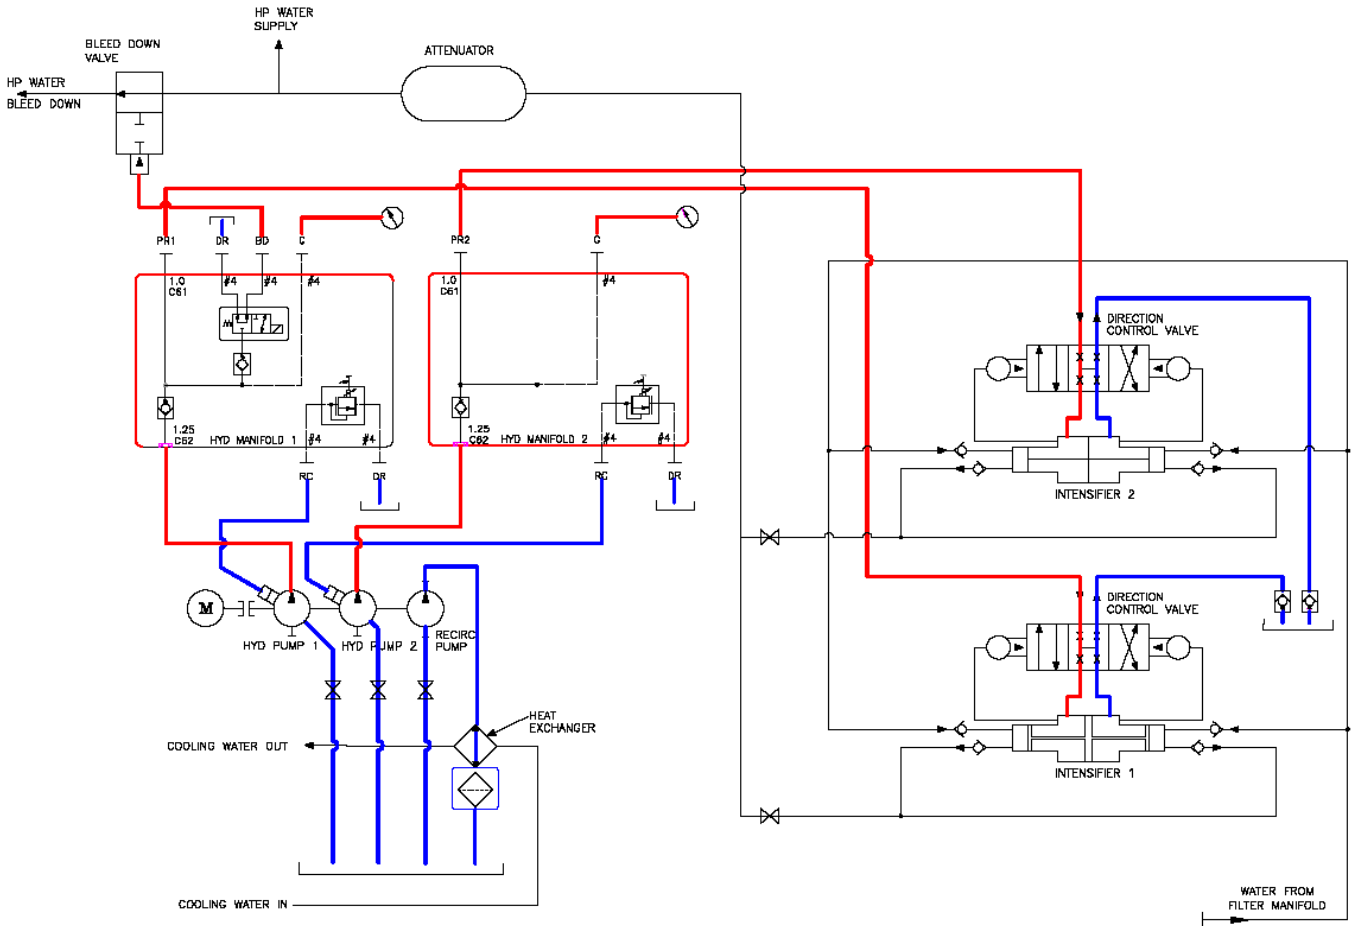 HP WATER
SUPPLY
BLEED DOWN
VALVE
ATTENUATOR
HP WATER
BLEED DOWN
PR1
DR
BD
G
PR2
G
1.0
C61
#4
#4
#4
1.0
C61
#4
DIRECTION
CONTROL VALVE
1.25
C62
HYD MANIFOLD 1
#4
#4
1.25
C62
HYD MANIFOLD 2
#4
#4
RC
DR
RC
DR
INTENSIFIER 2
M
DIRECTION
CONTROL VALVE
HYD PUMP 1
HYD PUMP 2
RECIRC
PUMP
HEAT
EXCHANGER
COOLING WATER OUT
INTENSIFIER 1
COOLING WATER IN
WATER FROM
FILTER MANIFOLD